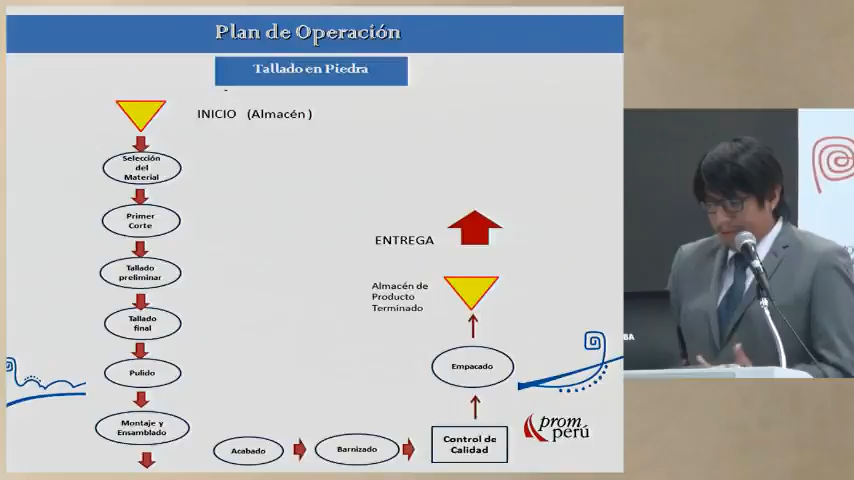 Plan de Operación
Tallado en Piedra
INICIO (Almacén)
Selección
del
Material
Primer
Corte
Tallado
preliminar
Tallado
final
Pulido
Montaje y
Ensamblado
Acabado
Barnizado
Control de
Calidad
Empacado
Almacén de
Producto
Terminado
ENTREGA
prom
perú
BA